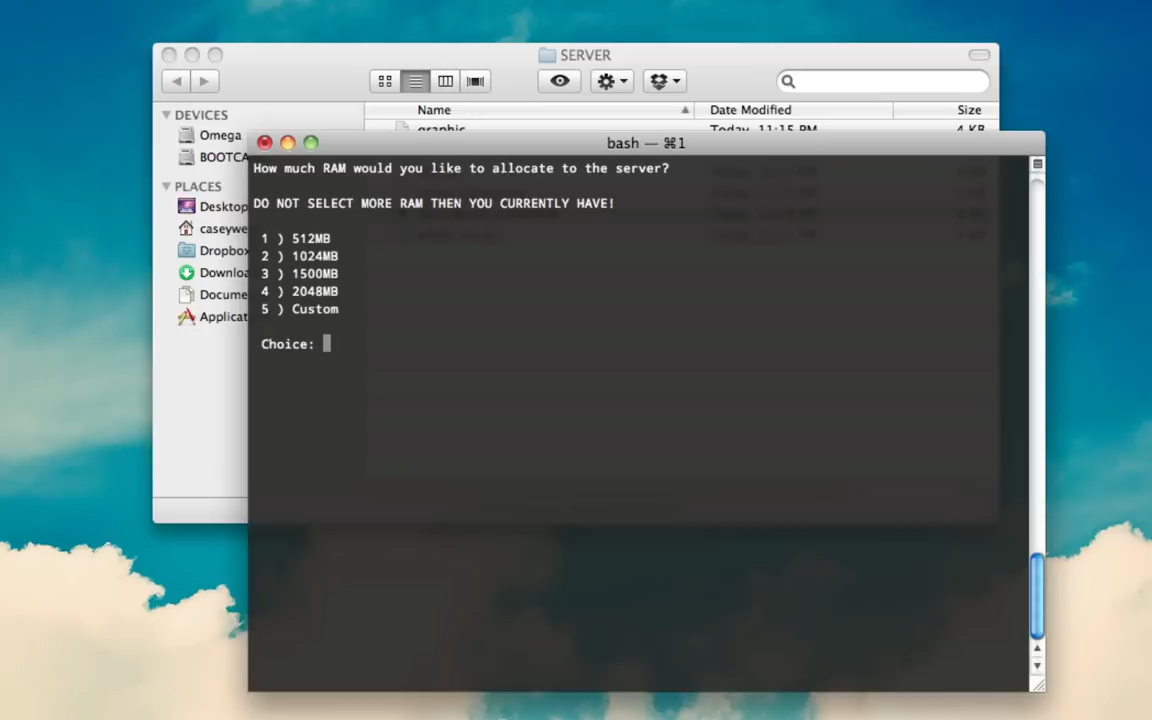 SERVER
Name
Date Modified
Size
DEVICES
Omega
BOOTCA
graphic
Today, 11:15 PM
4 KB
PLACES
Desktop
caseywe
Dropbox
Downloa
Docume
Applicat
bash — ⌘1
How much RAM would you like to allocate to the server?
DO NOT SELECT MORE RAM THEN YOU CURRENTLY HAVE!
1 ) 512MB
2 ) 1024MB
3 ) 1500MB
4 ) 2048MB
5 ) Custom
Choice: